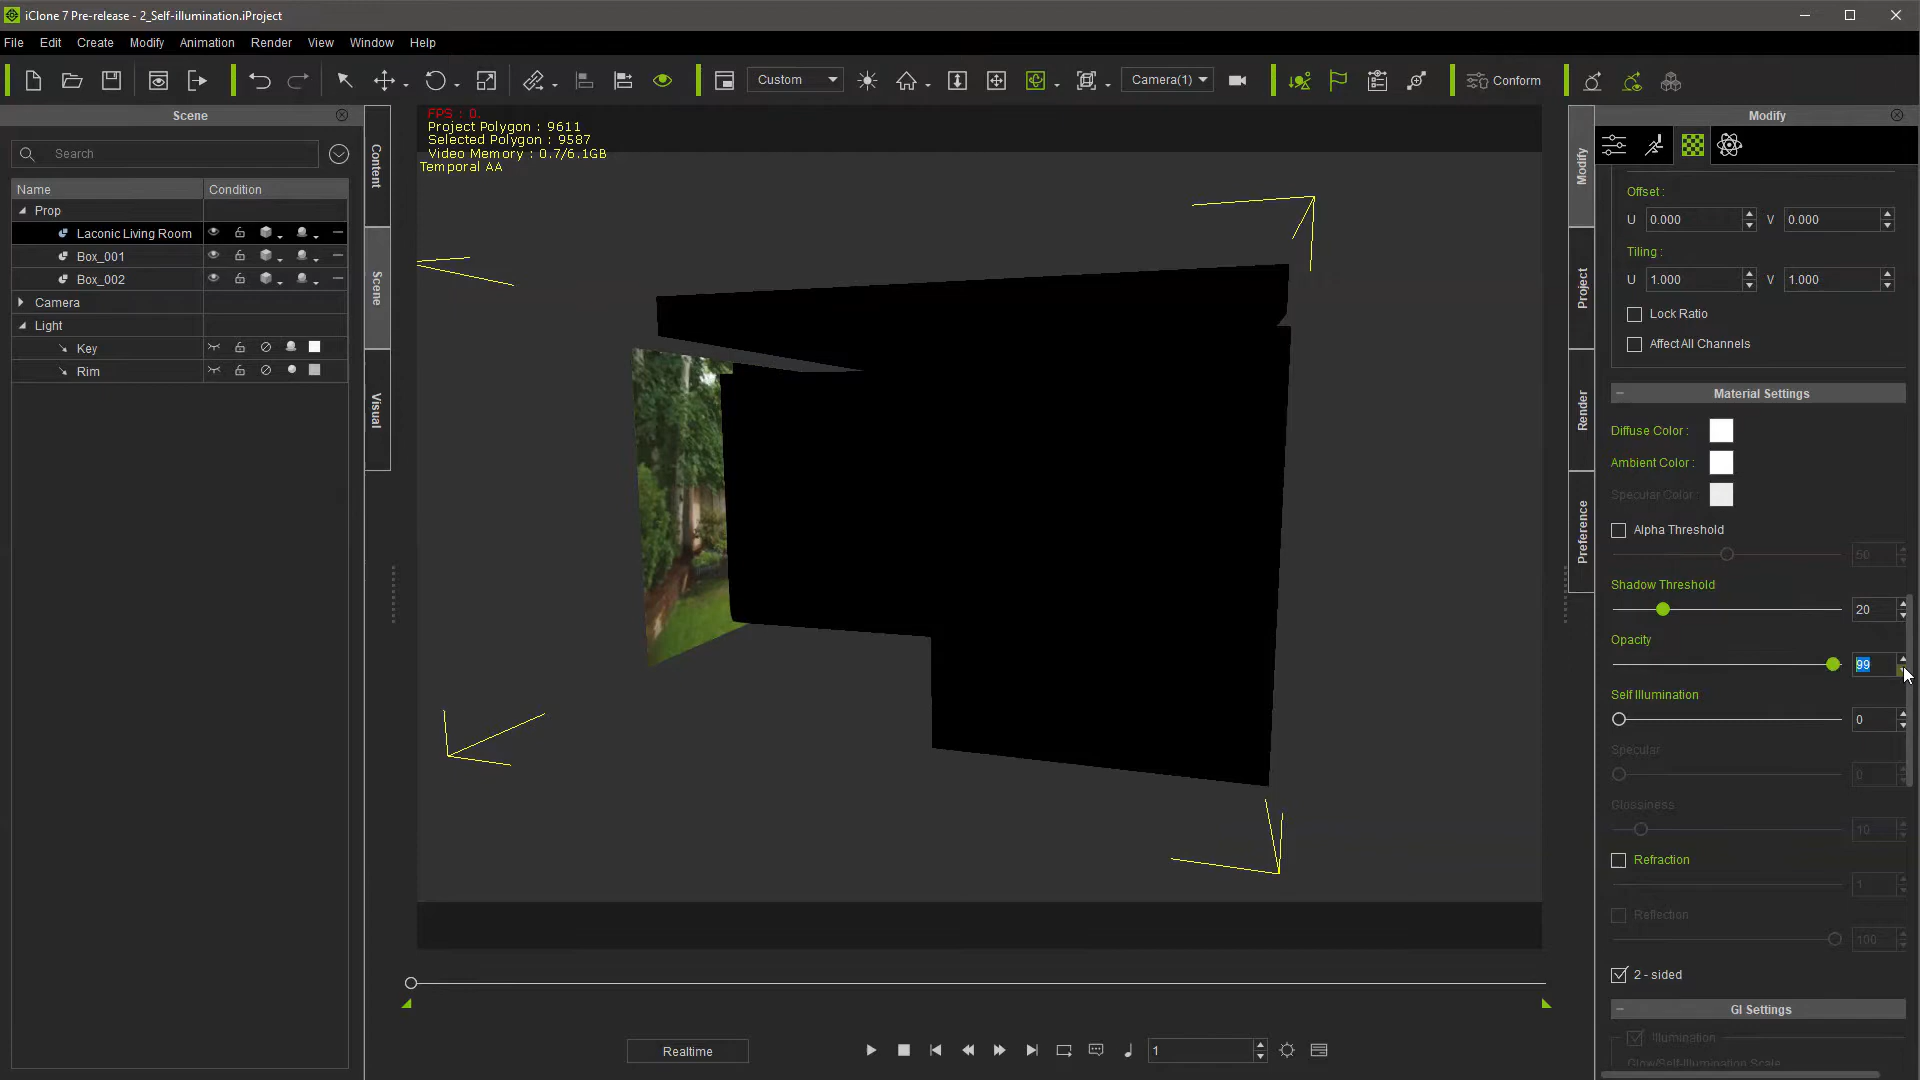 iClone 7 Pre-release - 2_Self-illumination.iProject
File Edit Create Modify Animation Render View Window Help
Custom
Camera(1)
Conform
Scene
Search
Name Condition
Prop
Laconic Living Room
Box_001
Box_002
Camera
Light
Key
Rim
Content
Scene
Visual
FPS : 0.
Project Polygon : 9611
Selected Polygon : 9587
Video Memory : 0.7/6.1GB
Temporal AA
Realtime
1
Modify
Project
Render
Preference
Modify
Offset :
U 0.000 V 0.000
Tiling :
U 1.000 V 1.000
Lock Ratio
Affect All Channels
Material Settings
Diffuse Color :
Ambient Color :
Specular Color :
Alpha Threshold
50
Shadow Threshold
20
Opacity
99
Self Illumination
0
Specular
0
Glossiness
10
Refraction
1
Reflection
100
2 - sided
GI Settings
Illumination
Glow/Self-Illumination Scale